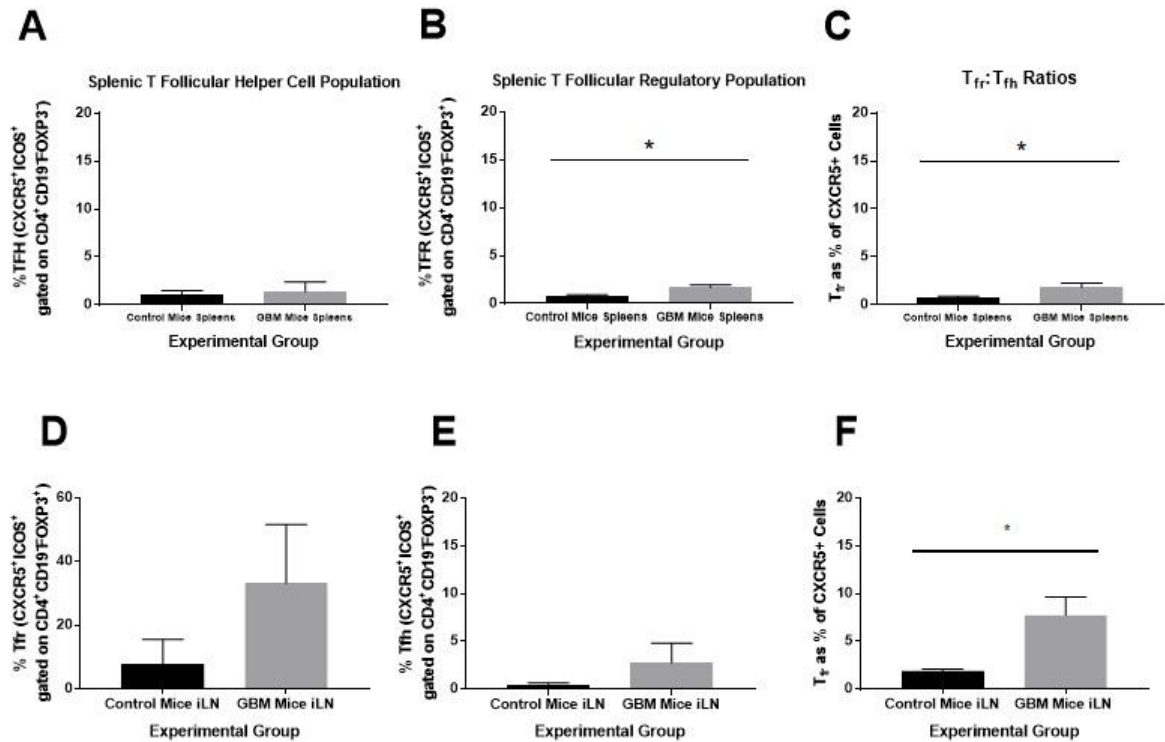 A
Splenic T Follicular Helper Cell Population
%TFH (CXCR5⁺ICOS⁺
gated on CD4⁺CD19⁻FOXP3⁻)
20
15
10
5
0
Control Mice Spleens
GBM Mice Spleens
Experimental Group
B
Splenic T Follicular Regulatory Population
%TFR (CXCR5⁺ICOS⁺
gated on CD4⁺CD19⁻FOXP3⁺)
20
15
10
5
0
*
Control Mice Spleens
GBM Mice Spleens
Experimental Group
C
Tfr:Tfh Ratios
Tfr as % of CXCR5+ Cells
20
15
10
5
0
*
Control Mice Spleens
GBM Mice Spleens
Experimental Group
D
% Tfr (CXCR5⁺ICOS⁺
gated on CD4⁺CD19⁻FOXP3⁺)
60
40
20
0
Control Mice iLN
GBM Mice iLN
Experimental Group
E
% Tfh (CXCR5⁺ICOS⁺
gated on CD4⁺CD19⁻FOXP3⁻)
20
15
10
5
0
Control Mice iLN
GBM Mice iLN
Experimental Group
F
Tfr as % of CXCR5+ Cells
20
15
10
5
0
*
Control Mice iLN
GBM Mice iLN
Experimental Group